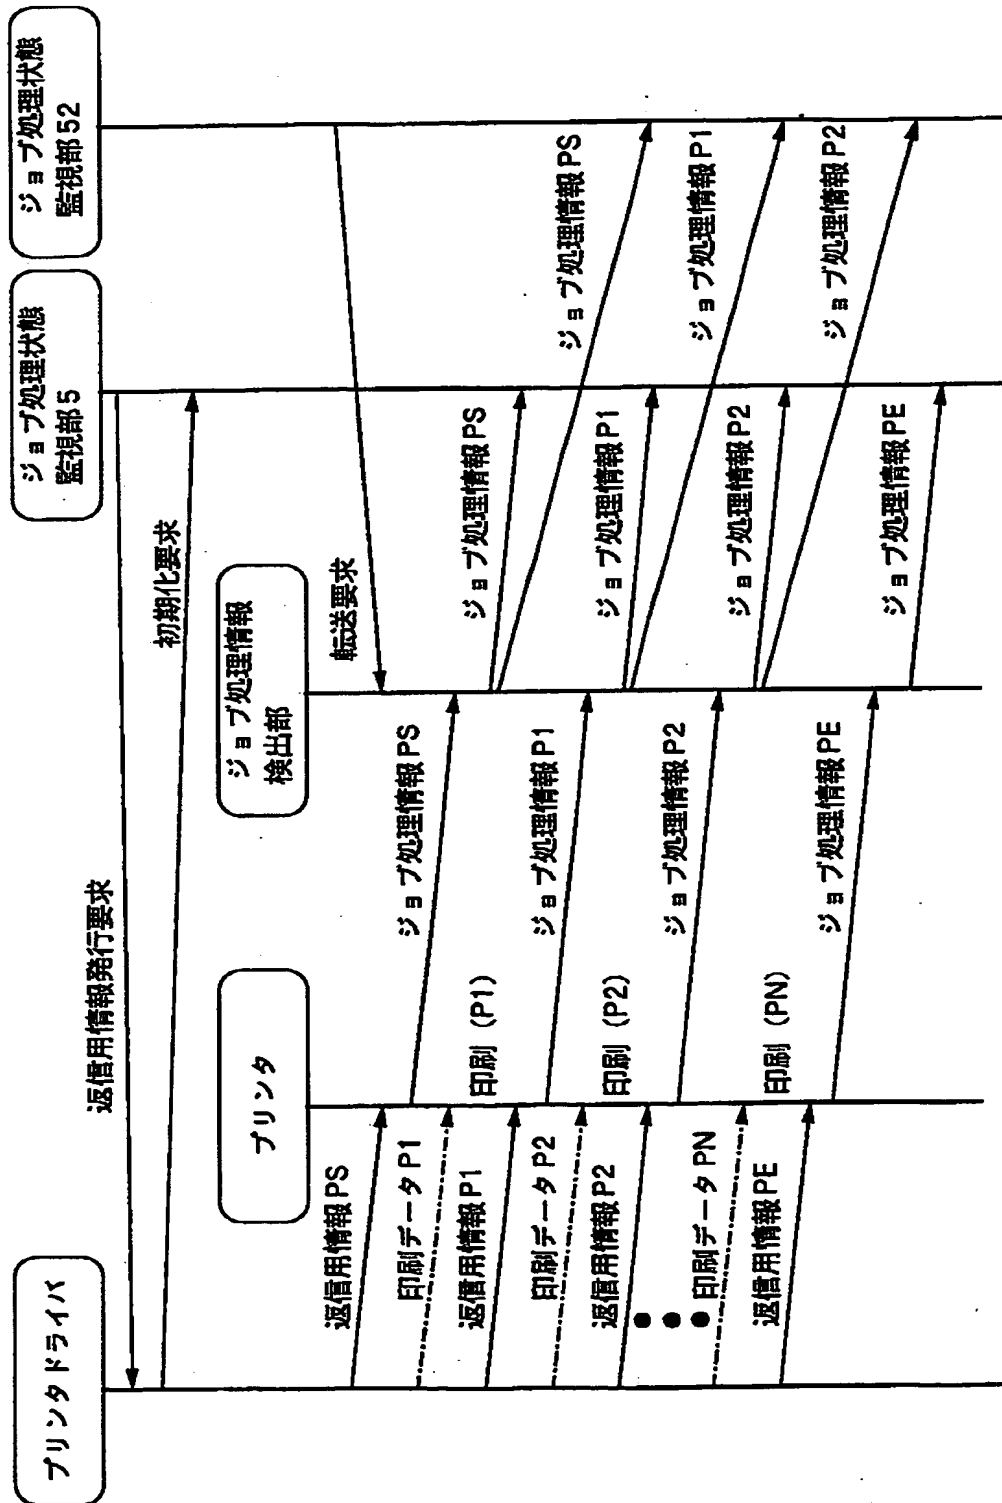 プリンタドライバ
プリンタ
ジョブ処理情報
検出部
ジョブ処理状態
監視部5
ジョブ処理状態
監視部52
返信用情報発行要求
初期化要求
転送要求
返信用情報PS
ジョブ処理情報PS
ジョブ処理情報PS
ジョブ処理情報PS
印刷データP1
印刷 (P1)
返信用情報P1
ジョブ処理情報P1
ジョブ処理情報P1
ジョブ処理情報P1
印刷データP2
印刷 (P2)
返信用情報P2
ジョブ処理情報P2
ジョブ処理情報P2
ジョブ処理情報P2
印刷データPN
印刷 (PN)
返信用情報PE
ジョブ処理情報PE
ジョブ処理情報PE